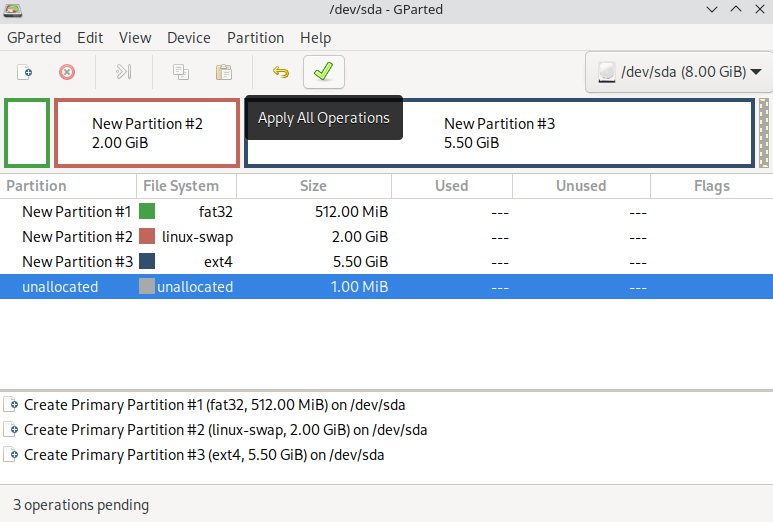 /dev/sda - GParted
GParted Edit View Device Partition Help
/dev/sda (8.00 GiB)
New Partition #2
2.00 GiB
Apply All Operations
New Partition #3
5.50 GiB
Partition File System Size Used Unused Flags
New Partition #1 fat32 512.00 MiB --- ---
New Partition #2 linux-swap 2.00 GiB --- ---
New Partition #3 ext4 5.50 GiB --- ---
unallocated unallocated 1.00 MiB --- ---
Create Primary Partition #1 (fat32, 512.00 MiB) on /dev/sda
Create Primary Partition #2 (linux-swap, 2.00 GiB) on /dev/sda
Create Primary Partition #3 (ext4, 5.50 GiB) on /dev/sda
3 operations pending